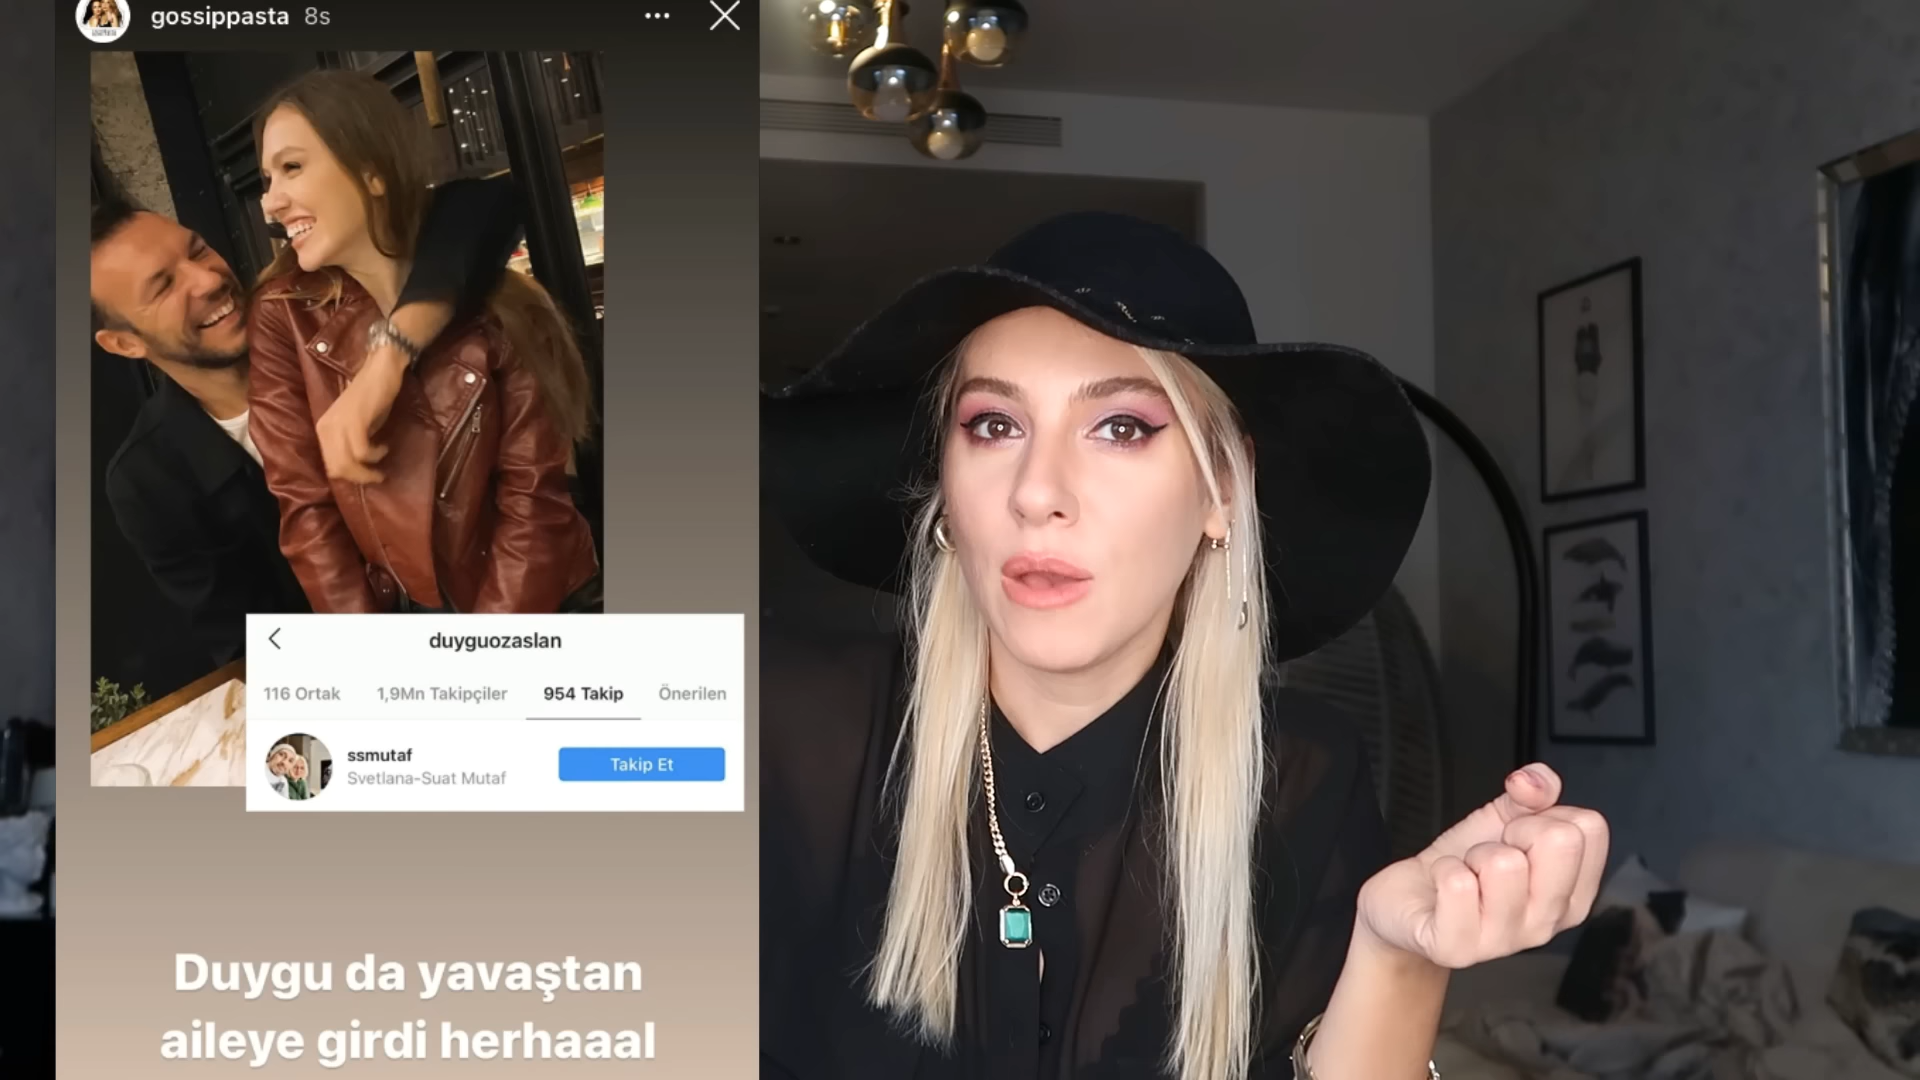 gossippasta 8s
duyguozaslan
116 Ortak 1,9Mn Takipçiler 954 Takip Önerilen
ssmutaf
Svetlana-Suat Mutaf
Takip Et
Duygu da yavaştan
aileye girdi herhaaal